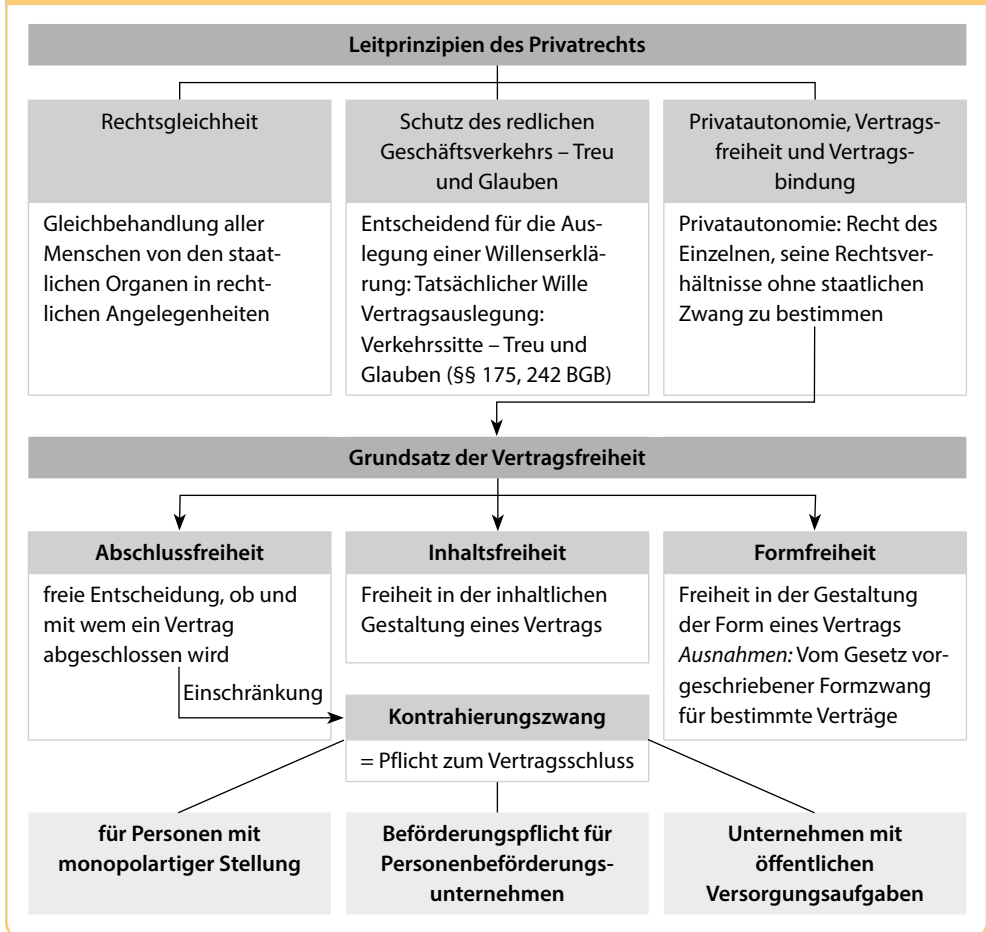 Leitprinzipien des Privatrechts
Rechtsgleichheit
Gleichbehandlung aller
Menschen von den staat-
lichen Organen in recht-
lichen Angelegenheiten
Schutz des redlichen
Geschäftsverkehrs – Treu
und Glauben
Entscheidend für die Aus-
legung einer Willenserklä-
rung: Tatsächlicher Wille
Vertragsauslegung:
Verkehrssitte – Treu und
Glauben (§§ 175, 242 BGB)
Privatautonomie, Vertrags-
freiheit und Vertrags-
bindung
Privatautonomie: Recht des
Einzelnen, seine Rechtsver-
hältnisse ohne staatlichen
Zwang zu bestimmen
Grundsatz der Vertragsfreiheit
Abschlussfreiheit
freie Entscheidung, ob und
mit wem ein Vertrag
abgeschlossen wird
Einschränkung
Inhaltsfreiheit
Freiheit in der inhaltlichen
Gestaltung eines Vertrags
Formfreiheit
Freiheit in der Gestaltung
der Form eines Vertrags
Ausnahmen: Vom Gesetz vor-
geschriebener Formzwang
für bestimmte Verträge
Kontrahierungszwang
= Pflicht zum Vertragsschluss
für Personen mit
monopolartiger Stellung
Beförderungspflicht für
Personenbeförderungs-
unternehmen
Unternehmen mit
öffentlichen
Versorgungsaufgaben